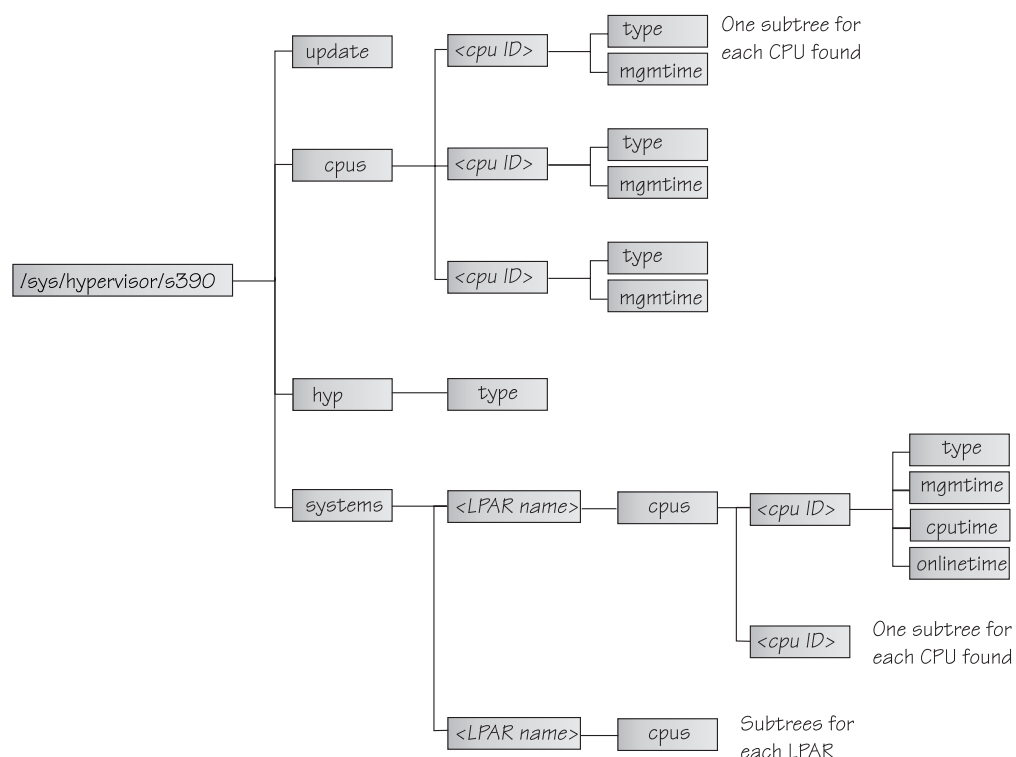 type
One subtree for
each CPU found
update
<cpu ID>
mgmtime
type
cpus
<cpu ID>
mgmtime
type
/sys/hypervisor/s390
<cpu ID>
mgmtime
hyp
type
type
mgmtime
systems
<LPAR name>
cpus
<cpu ID>
cputime
onlinetime
<cpu ID>
One subtree for
each CPU found
<LPAR name>
cpus
Subtrees for
each LPAR